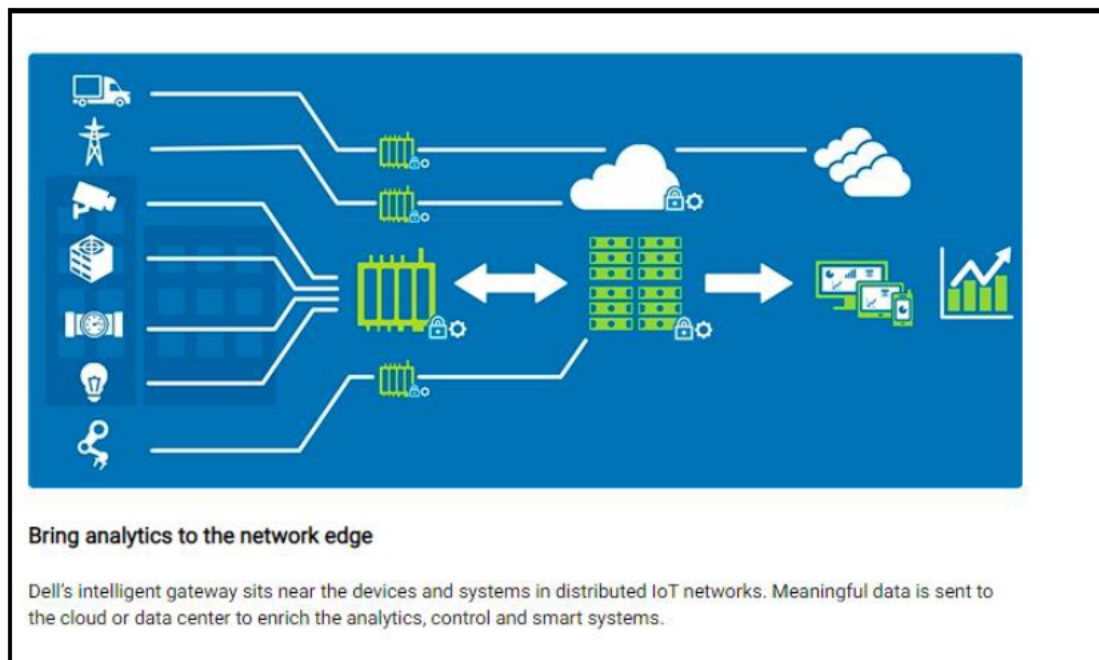 Bring analytics to the network edge
Dell's intelligent gateway sits near the devices and systems in distributed IoT networks. Meaningful data is sent to
the cloud or data center to enrich the analytics, control and smart systems.